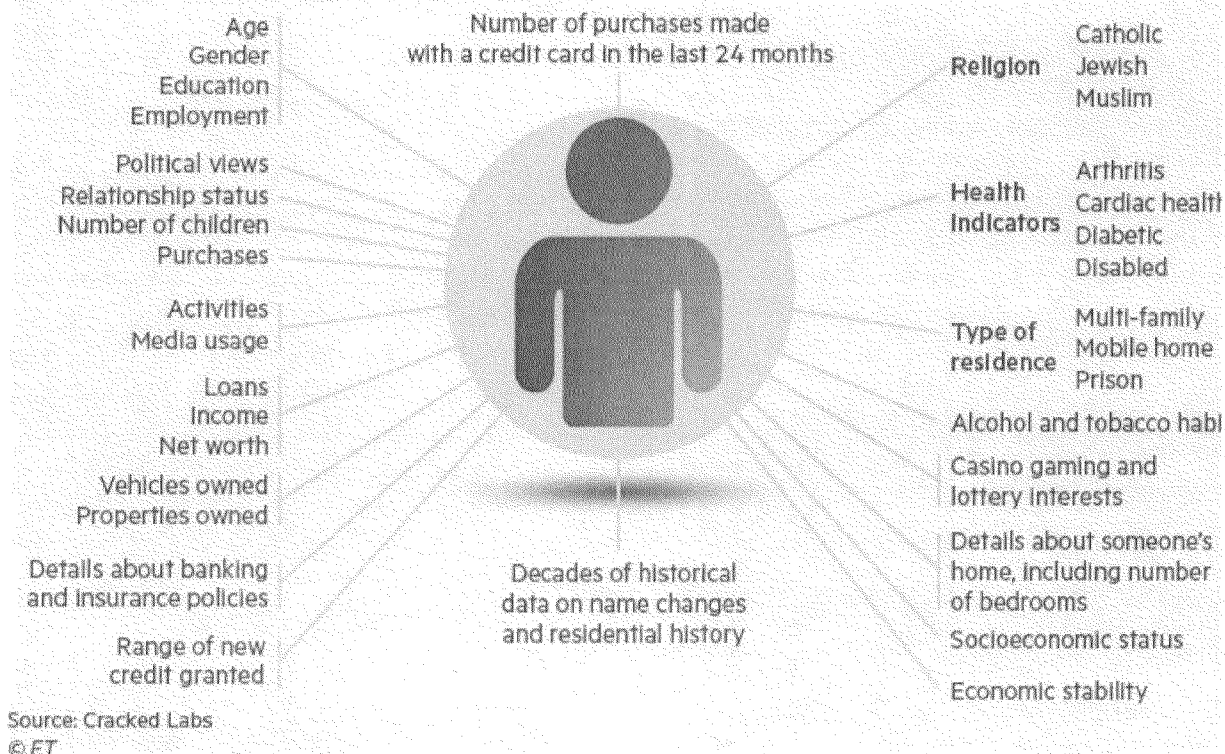 Age
Gender
Education
Employment
Political views
Relationship status
Number of children
Purchases
Activities
Media usage
Loans
Income
Net worth
Vehicles owned
Properties owned
Details about banking
and insurance policies
Range of new
credit granted
Number of purchases made
with a credit card in the last 24 months
Decades of historical
data on name changes
and residential history
Religion
Catholic
Jewish
Muslim
Health
indicators
Arthritis
Cardiac health
Diabetic
Disabled
Type of
residence
Multi-family
Mobile home
Prison
Alcohol and tobacco habi
Casino gaming and
lottery interests
Details about someone's
home, including number
of bedrooms
Socioeconomic status
Economic stability
Source: Cracked Labs
© FT